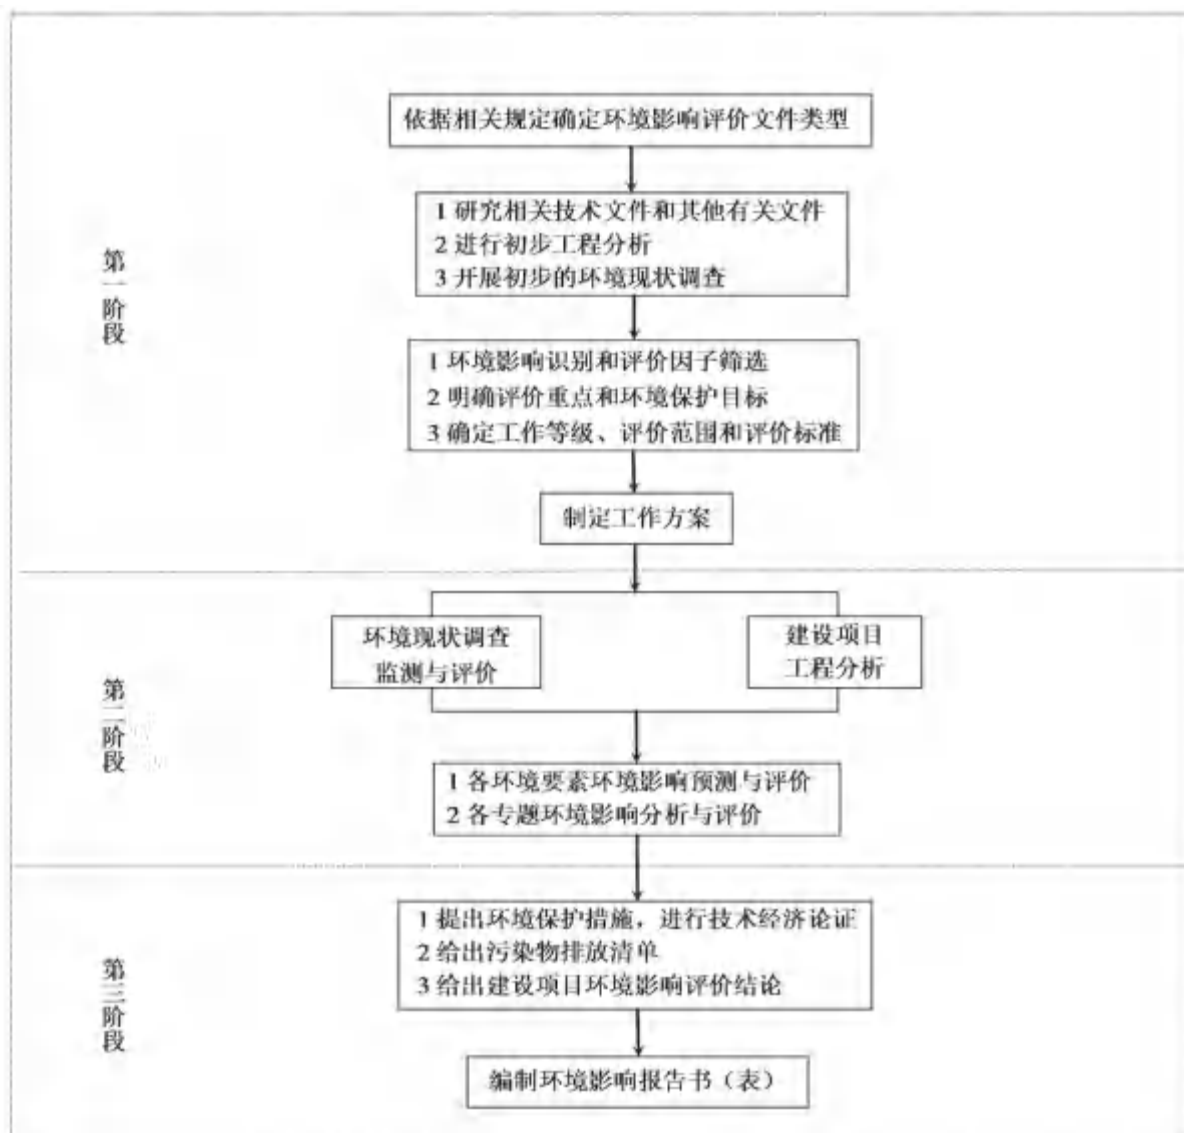 依据相关规定确定环境影响评价文件类型
1 研究相关技术文件和其他有关文件
2 进行初步工程分析
3 开展初步的环境现状调查
第一阶段
1 环境影响识别和评价因子筛选
2 明确评价重点和环境保护目标
3 确定工作等级、评价范围和评价标准
制定工作方案
环境现状调查
监测与评价
建设项目
工程分析
第二阶段
1 各环境要素环境影响预测与评价
2 各专题环境影响分析与评价
1 提出环境保护措施，进行技术经济论证
2 给出污染物排放清单
3 给出建设项目环境影响评价结论
第三阶段
编制环境影响报告书（表）